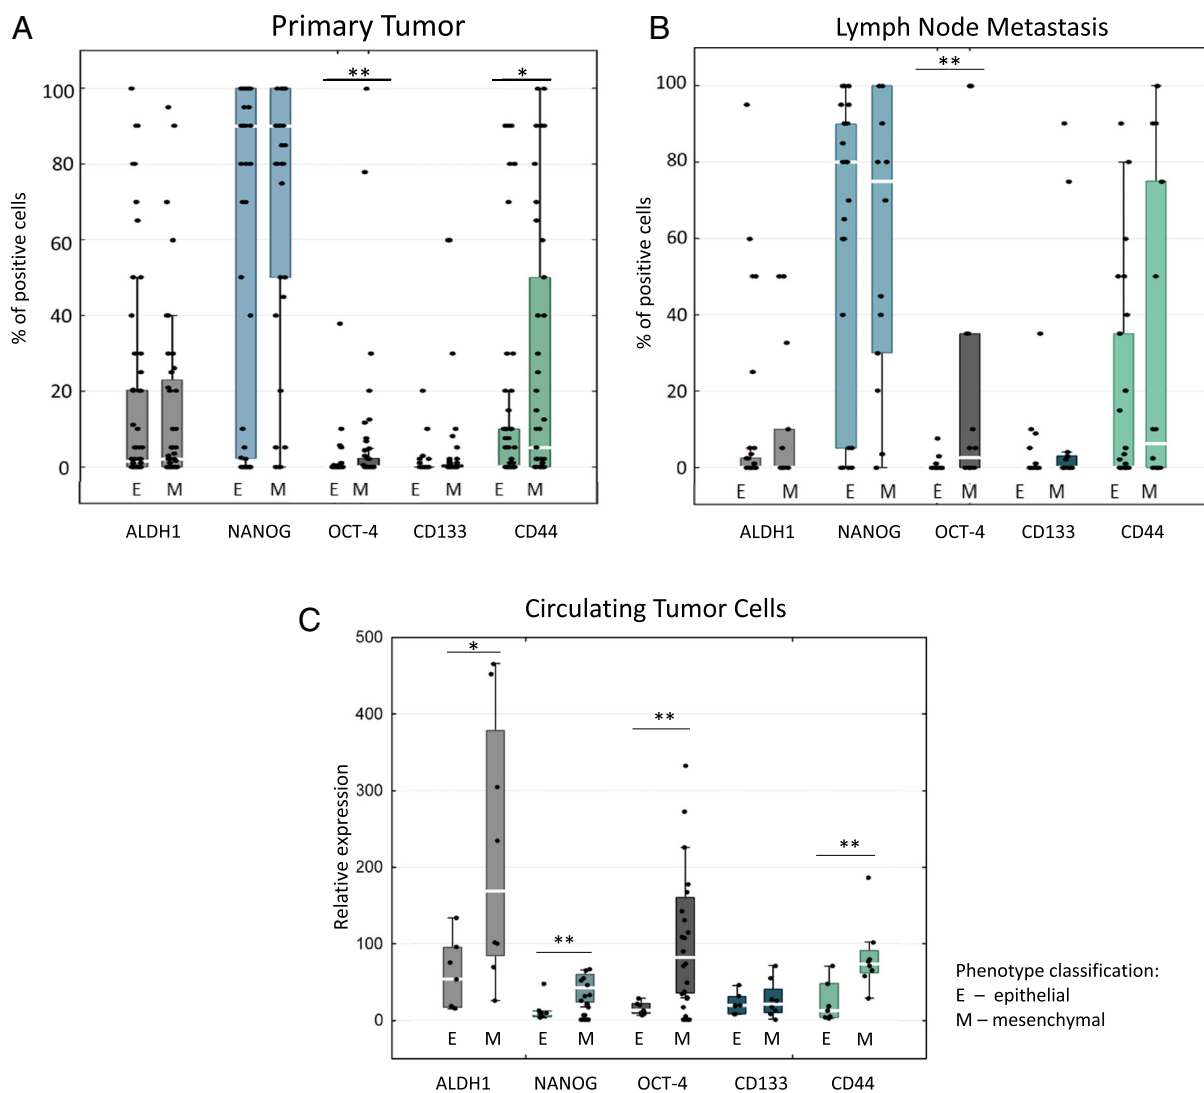 A
Primary Tumor
% of positive cells
100
80
60
40
20
0
**
*
E M E M E M E M E M
ALDH1 NANOG OCT-4 CD133 CD44
B
Lymph Node Metastasis
% of positive cells
100
80
60
40
20
0
**
E M E M E M E M E M
ALDH1 NANOG OCT-4 CD133 CD44
C
Circulating Tumor Cells
Relative expression
500
400
300
200
100
0
*
**
**
**
E M E M E M E M E M
ALDH1 NANOG OCT-4 CD133 CD44
Phenotype classification:
E – epithelial
M – mesenchymal